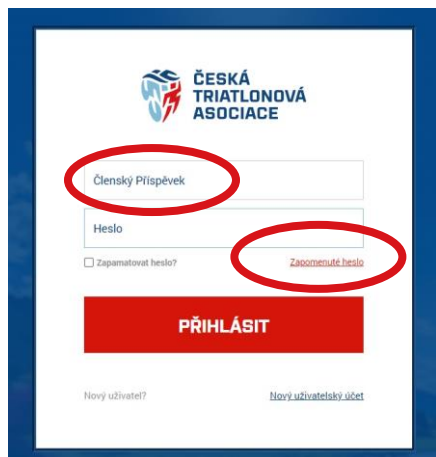 ČESKÁ
TRIATLONOVÁ
ASOCIACE
Členský Příspěvek
Heslo
Zapamatovat heslo?
Zapomenuté heslo
PŘIHLÁSIT
Nový uživatel?
Nový uživatelský účet